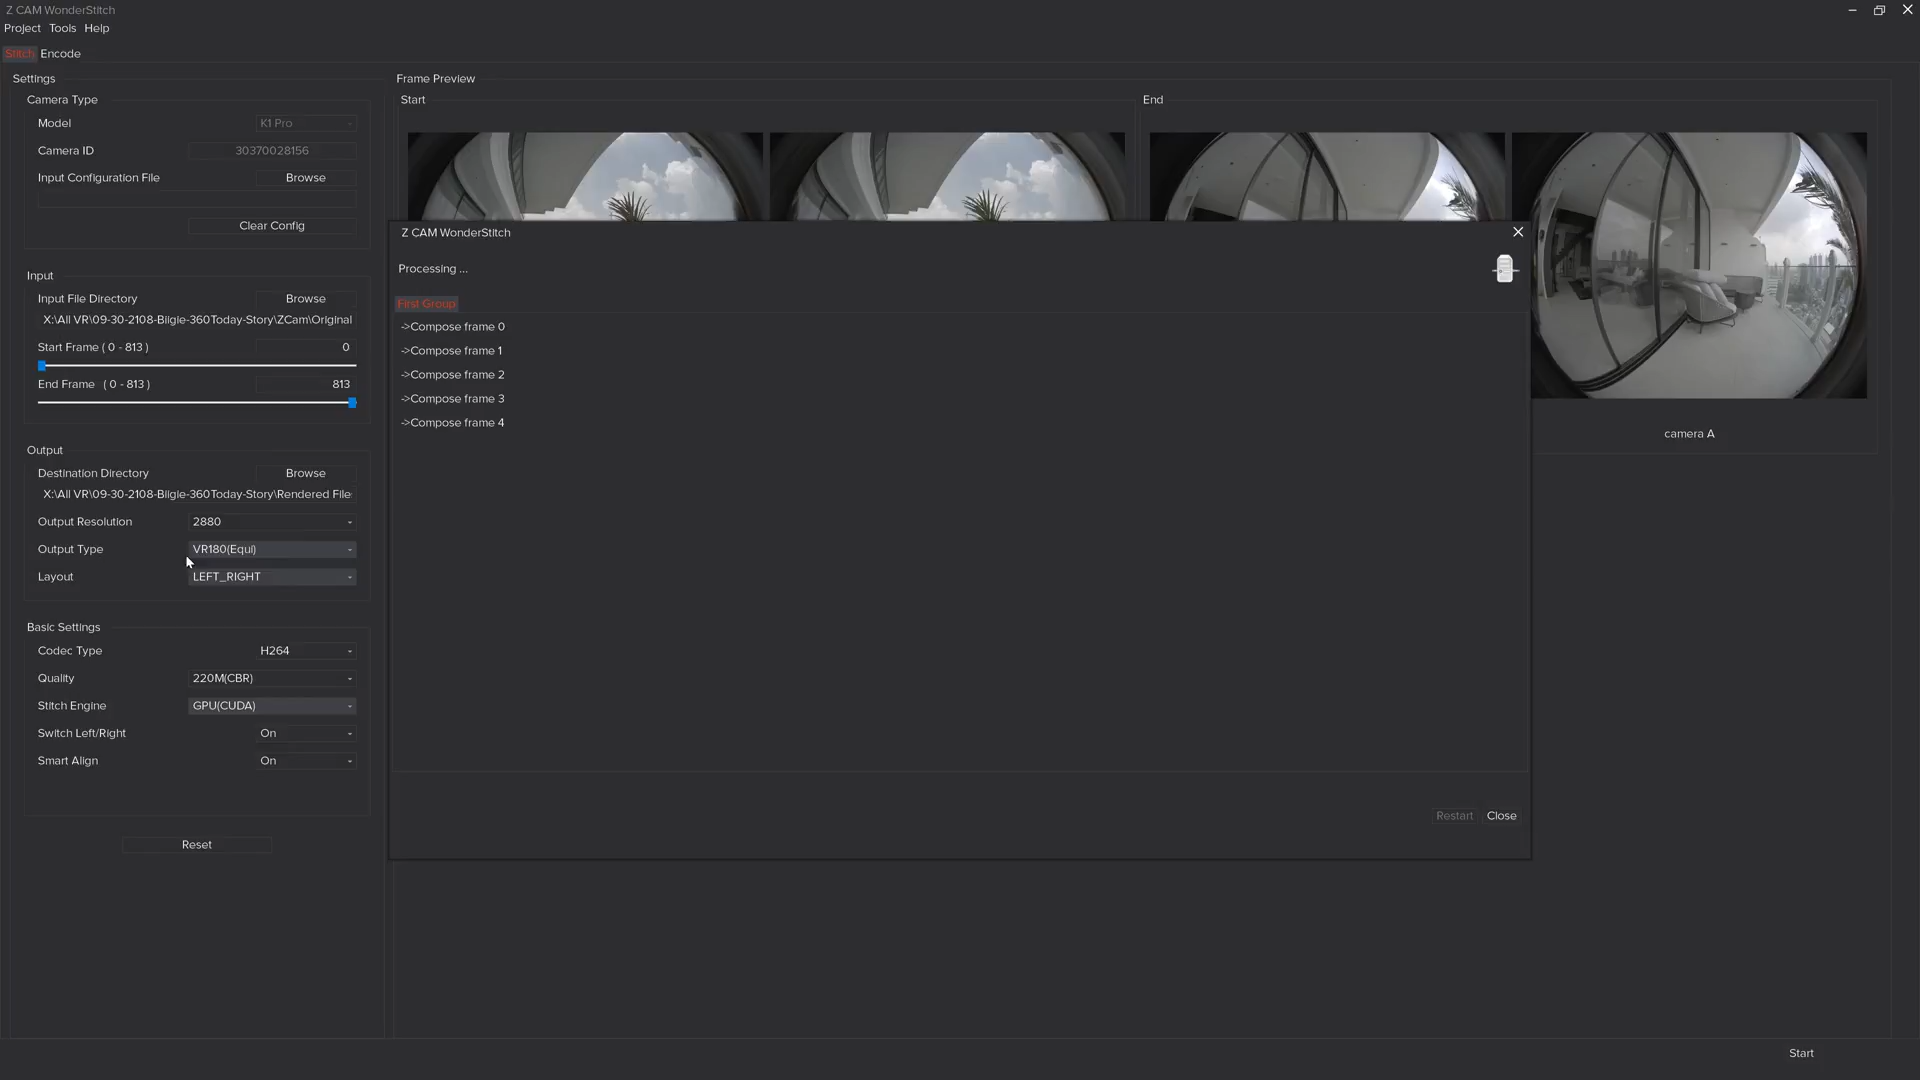 Z CAM WonderStitch
Project Tools Help
Stitch Encode
Settings
Camera Type
Model K1 Pro
Camera ID 30370028156
Input Configuration File Browse
Clear Config
Input
Input File Directory Browse
X:\All VR\09-30-2108-Biigie-360Today-Story\ZCam\Original
Start Frame ( 0 - 813 ) 0
End Frame ( 0 - 813 ) 813
Output
Destination Directory Browse
X:\All VR\09-30-2108-Biigie-360Today-Story\Rendered File
Output Resolution 2880
Output Type VR180(Equi)
Layout LEFT_RIGHT
Basic Settings
Codec Type H264
Quality 220M(CBR)
Stitch Engine GPU(CUDA)
Switch Left/Right On
Smart Align On
Reset
Frame Preview
Start
End
camera A
Z CAM WonderStitch
Processing ...
First Group
->Compose frame 0
->Compose frame 1
->Compose frame 2
->Compose frame 3
->Compose frame 4
Restart Close
Start